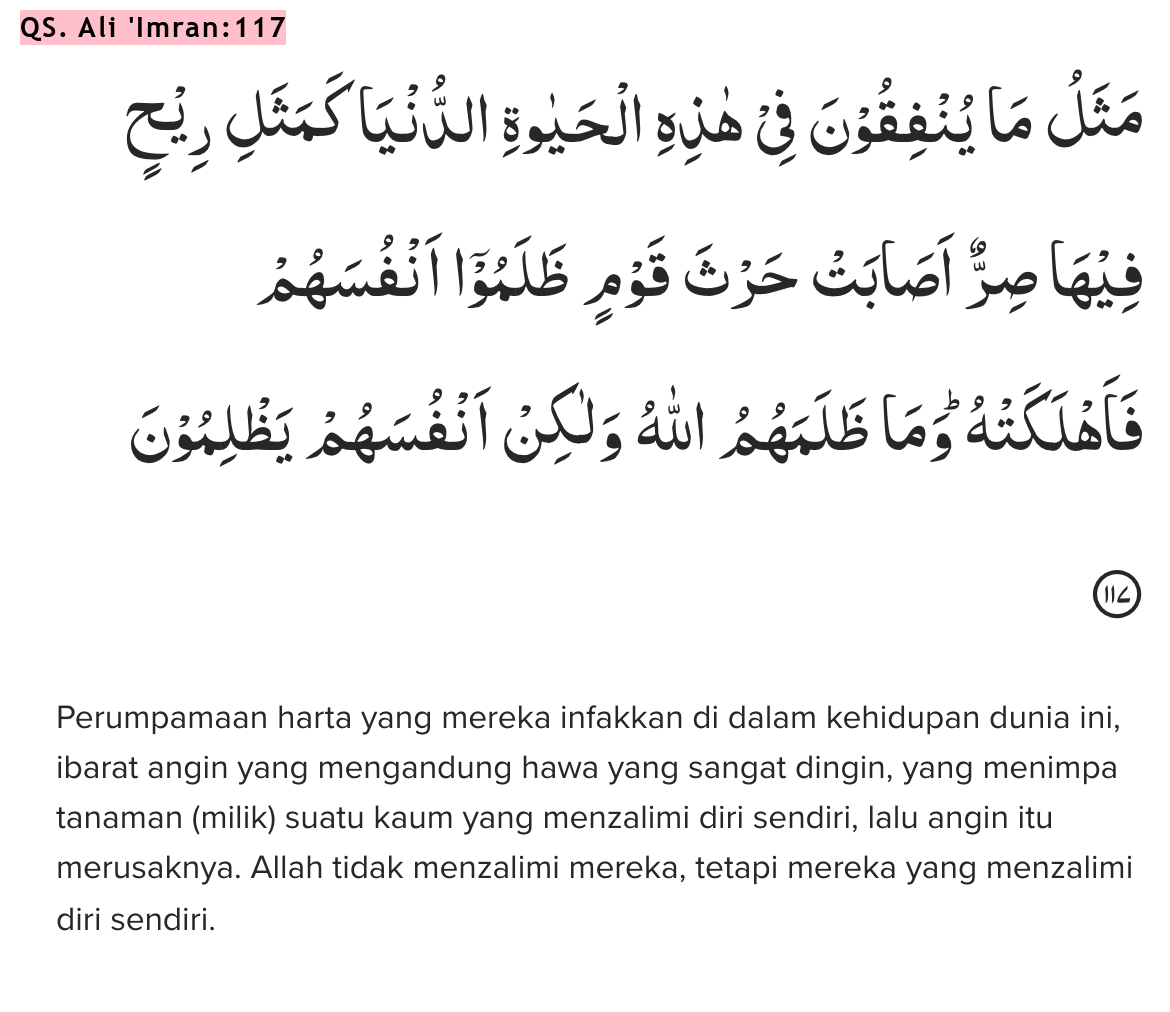 QS. Ali 'Imran:117
مَثَلُ مَا يُنْفِقُوْنَ فِيْ هٰذِهِ الْحَيٰوةِ الدُّنْيَا كَمَثَلِ رِيْحٍ
فِيْهَا صِرٌّ اَصَابَتْ حَرْثَ قَوْمٍ ظَلَمُوْٓا اَنْفُسَهُمْ
فَاَهْلَكَتْهُ ۗوَمَا ظَلَمَهُمُ اللّٰهُ وَلٰكِنْ اَنْفُسَهُمْ يَظْلِمُوْنَ
١١٧
Perumpamaan harta yang mereka infakkan di dalam kehidupan dunia ini,
ibarat angin yang mengandung hawa yang sangat dingin, yang menimpa
tanaman (milik) suatu kaum yang menzalimi diri sendiri, lalu angin itu
merusaknya. Allah tidak menzalimi mereka, tetapi mereka yang menzalimi
diri sendiri.